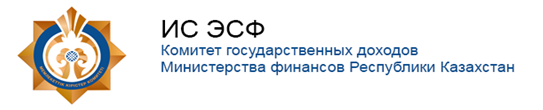 ИС ЭСФ
Комитет государственных доходов
Министерства финансов Республики Казахстан